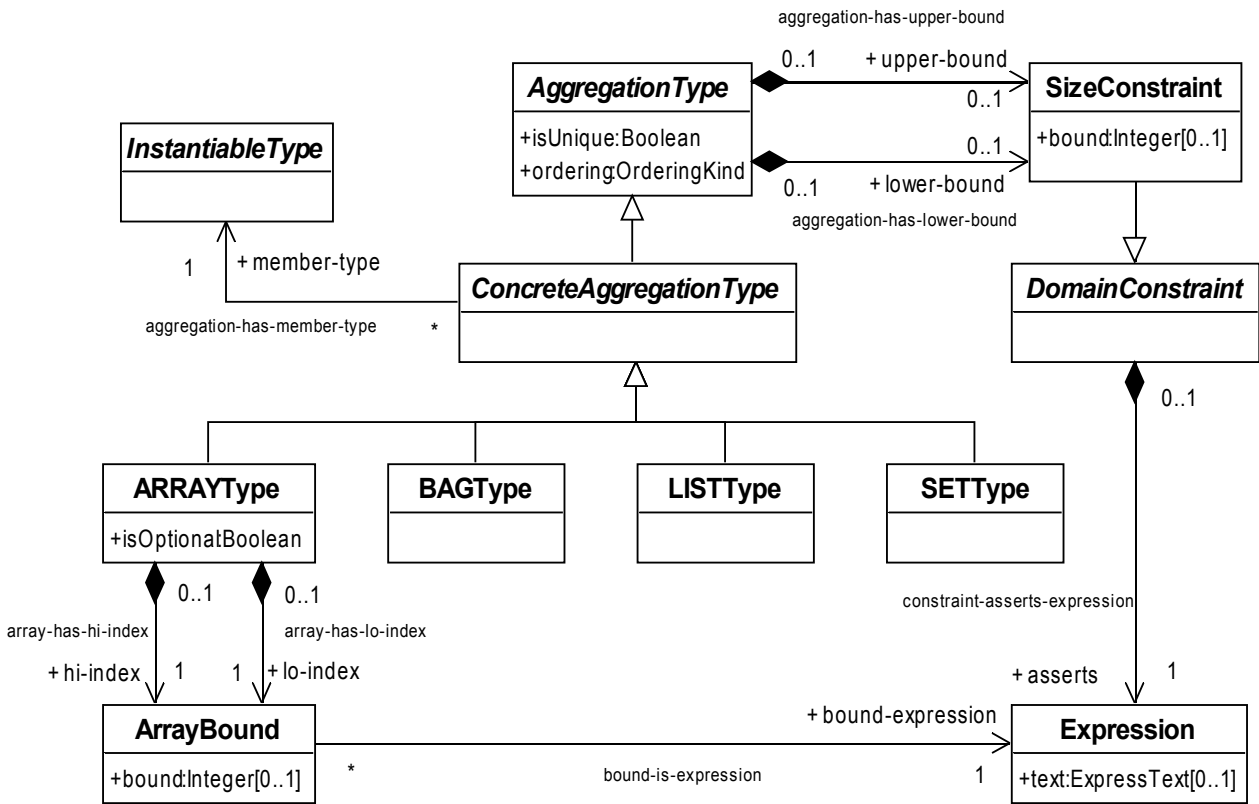 aggregation-has-upper-bound
0..1
+ upper-bound
0..1
AggregationType
+isUnique:Boolean
+ordering:OrderingKind
SizeConstraint
+bound:Integer[0..1]
0..1
0..1
+ lower-bound
aggregation-has-lower-bound
InstantiableType
1
+ member-type
aggregation-has-member-type
*
ConcreteAggregationType
DomainConstraint
0..1
ARRAYType
+isOptional:Boolean
BAGType
LISTType
SETType
0..1
0..1
array-has-hi-index
array-has-lo-index
+ hi-index
1
1
+ lo-index
constraint-asserts-expression
+ asserts
1
ArrayBound
+bound:Integer[0..1]
*
bound-is-expression
+ bound-expression
1
Expression
+text:ExpressText[0..1]